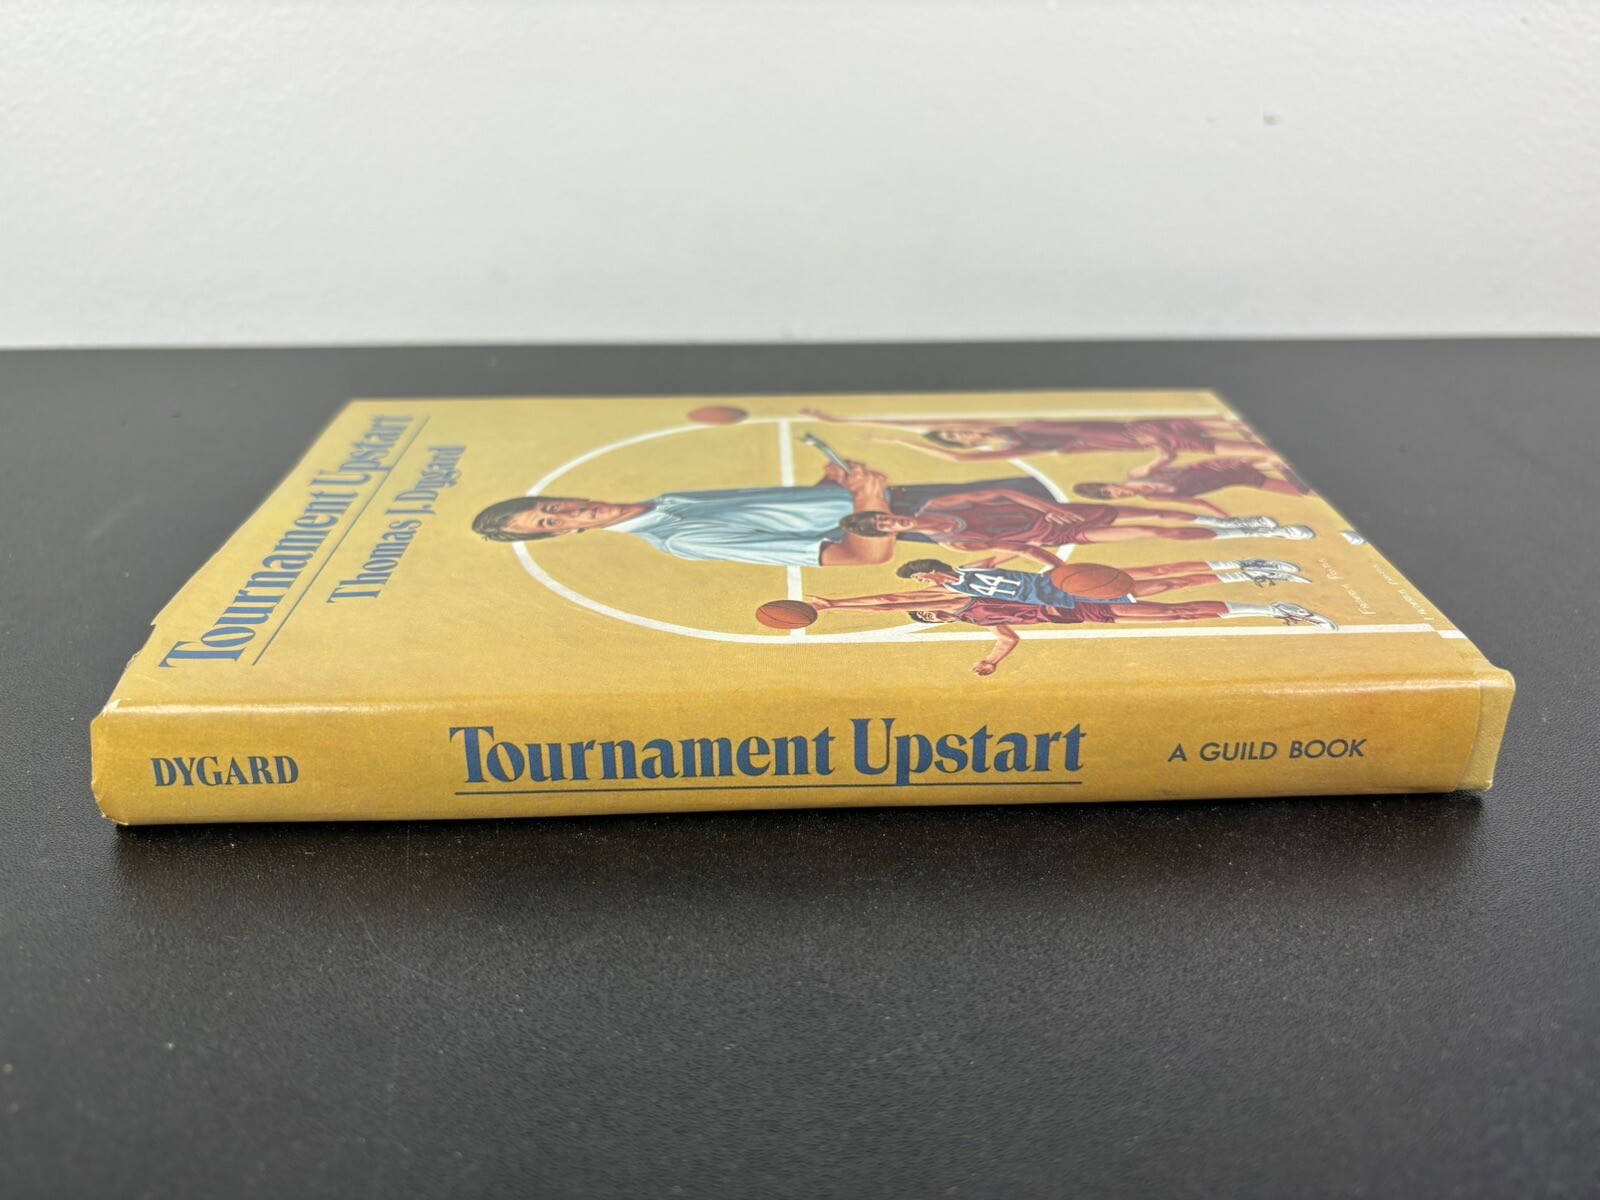 Tournament Upstart
Thomas J. Dygard
DYGARD
Tournament Upstart
A GUILD BOOK
44